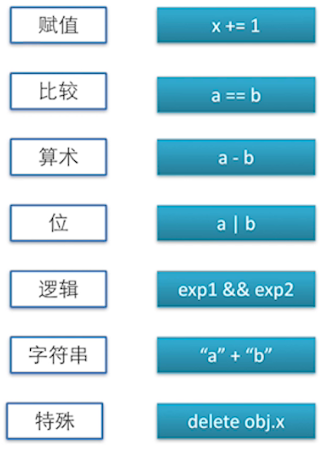 赋值 x += 1
比较 a == b
算术 a - b
位 a | b
逻辑 exp1 && exp2
字符串 “a” + “b”
特殊 delete obj.x